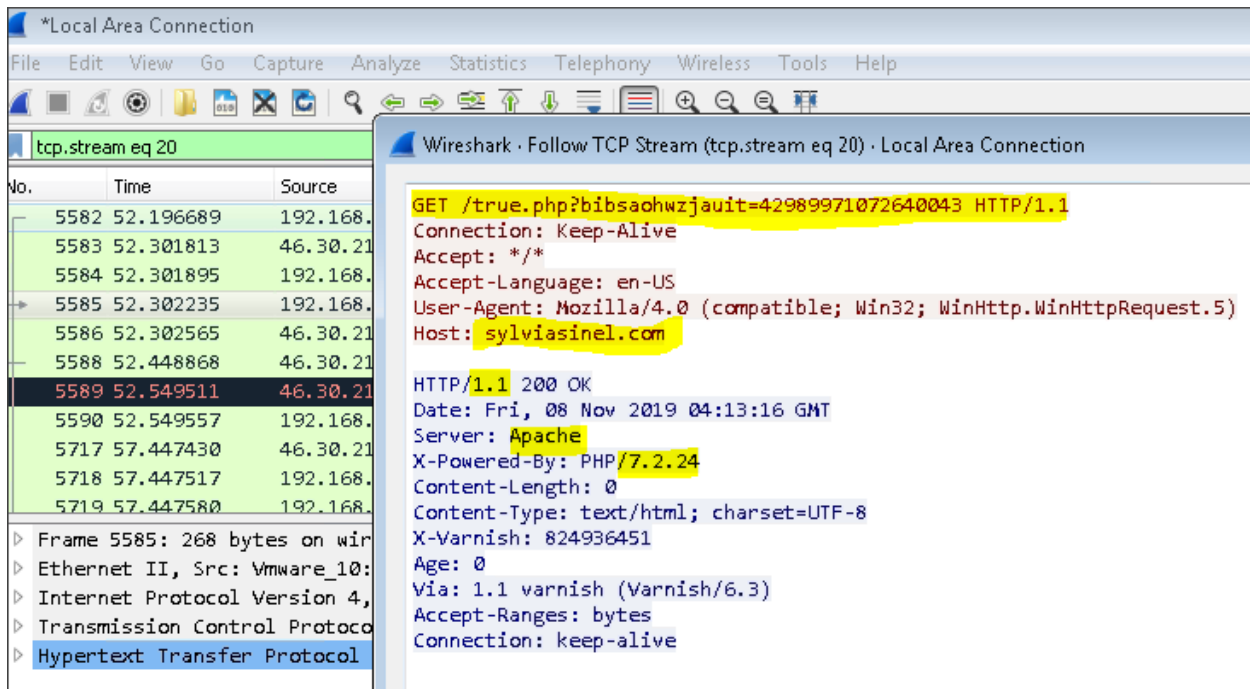 *Local Area Connection
File Edit View Go Capture Analyze Statistics Telephony Wireless Tools Help
tcp.stream eq 20
Wireshark · Follow TCP Stream (tcp.stream eq 20) · Local Area Connection
No. Time Source
5582 52.196689 192.168.
5583 52.301813 46.30.21
5584 52.301895 192.168.
5585 52.302235 192.168.
5586 52.302565 46.30.21
5588 52.448868 46.30.21
5589 52.549511 46.30.21
5590 52.549557 192.168.
5717 57.447430 46.30.21
5718 57.447517 192.168.
5719 57.447580 192.168.
Frame 5585: 268 bytes on wir
Ethernet II, Src: Vmware_10:
Internet Protocol Version 4,
Transmission Control Protoco
Hypertext Transfer Protocol
GET /true.php?bibsaohwzjauit=42989971072640043 HTTP/1.1
Connection: Keep-Alive
Accept: */*
Accept-Language: en-US
User-Agent: Mozilla/4.0 (compatible; Win32; WinHttp.WinHttpRequest.5)
Host: sylviasinel.com
HTTP/1.1 200 OK
Date: Fri, 08 Nov 2019 04:13:16 GMT
Server: Apache
X-Powered-By: PHP/7.2.24
Content-Length: 0
Content-Type: text/html; charset=UTF-8
X-Varnish: 824936451
Age: 0
Via: 1.1 varnish (Varnish/6.3)
Accept-Ranges: bytes
Connection: keep-alive